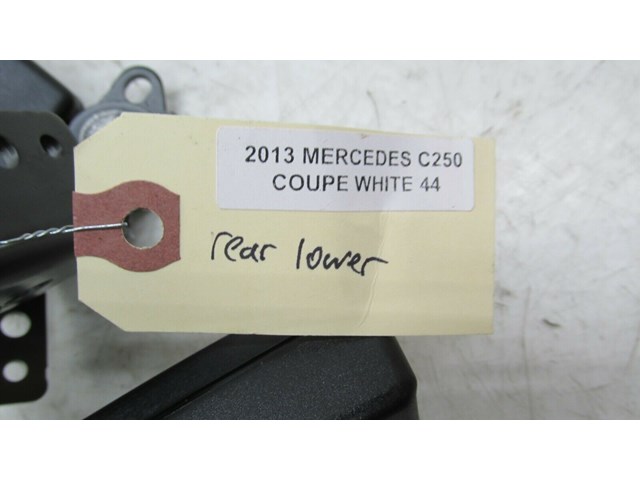 2013 MERCEDES C250
COUPE WHITE 44
rear lower